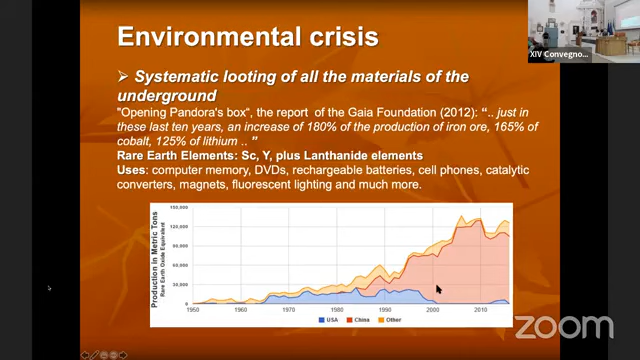 Environmental crisis
XIV Convegno...
➢ Systematic looting of all the materials of the
underground
"Opening Pandora's box", the report of the Gaia Foundation (2012): “.. just in
these last ten years, an increase of 180% of the production of iron ore, 165% of
cobalt, 125% of lithium .. ”
Rare Earth Elements: Sc, Y, plus Lanthanide elements
Uses: computer memory, DVDs, rechargeable batteries, cell phones, catalytic
converters, magnets, fluorescent lighting and much more.
Production in Metric Tons
Rare Earth Oxide Equivalent
150,000
120,000
90,000
60,000
30,000
0
1950 1960 1970 1980 1990 2000 2010
USA China Other
zoom